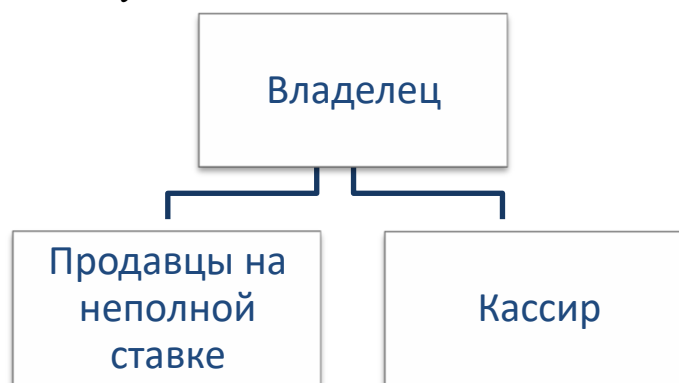 Владелец
Продавцы на
неполной
ставке
Кассир